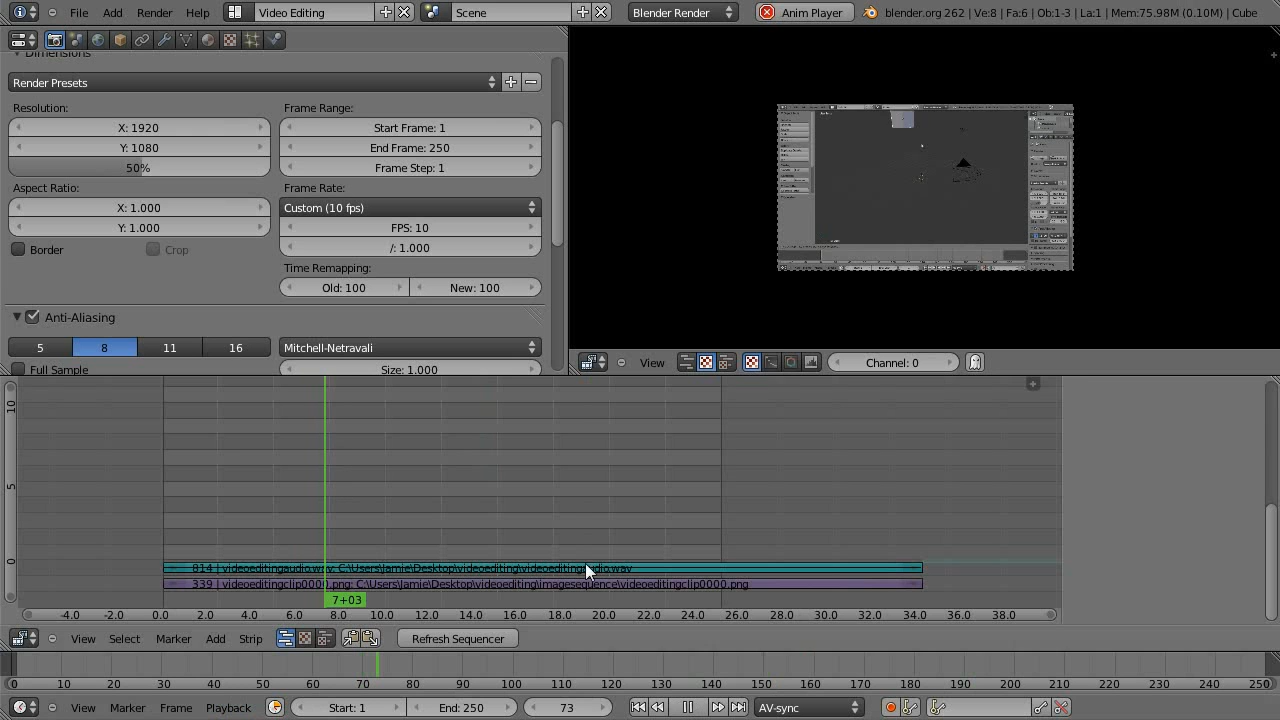 File Add Render Help Video Editing Scene Blender Render Anim Player blender.org 262 | Ve:8 | Fa:6 | Ob:1-3 | La:1 | Mem:75.98M (0.10M) | Cube
Dimensions
Render Presets
Resolution:
X: 1920
Y: 1080
50%
Aspect Ratio:
X: 1.000
Y: 1.000
Border Crop
Frame Range:
Start Frame: 1
End Frame: 250
Frame Step: 1
Frame Rate:
Custom (10 fps)
FPS: 10
/: 1.000
Time Remapping:
Old: 100 New: 100
Anti-Aliasing
5 8 11 16 Mitchell-Netravali
Full Sample Size: 1.000
View Channel: 0
10
5
0
339 | videoeditingclip0000.png: C:\Users\Jamie\Desktop\videoediting\imagesequence\videoeditingclip0000.png
7+03
-4.0 -2.0 0.0 2.0 4.0 6.0 8.0 10.0 12.0 14.0 16.0 18.0 20.0 22.0 24.0 26.0 28.0 30.0 32.0 34.0 36.0 38.0
View Select Marker Add Strip Refresh Sequencer
0 10 20 30 40 50 60 70 80 90 100 110 120 130 140 150 160 170 180 190 200 210 220 230 240 250
View Marker Frame Playback Start: 1 End: 250 73 AV-sync